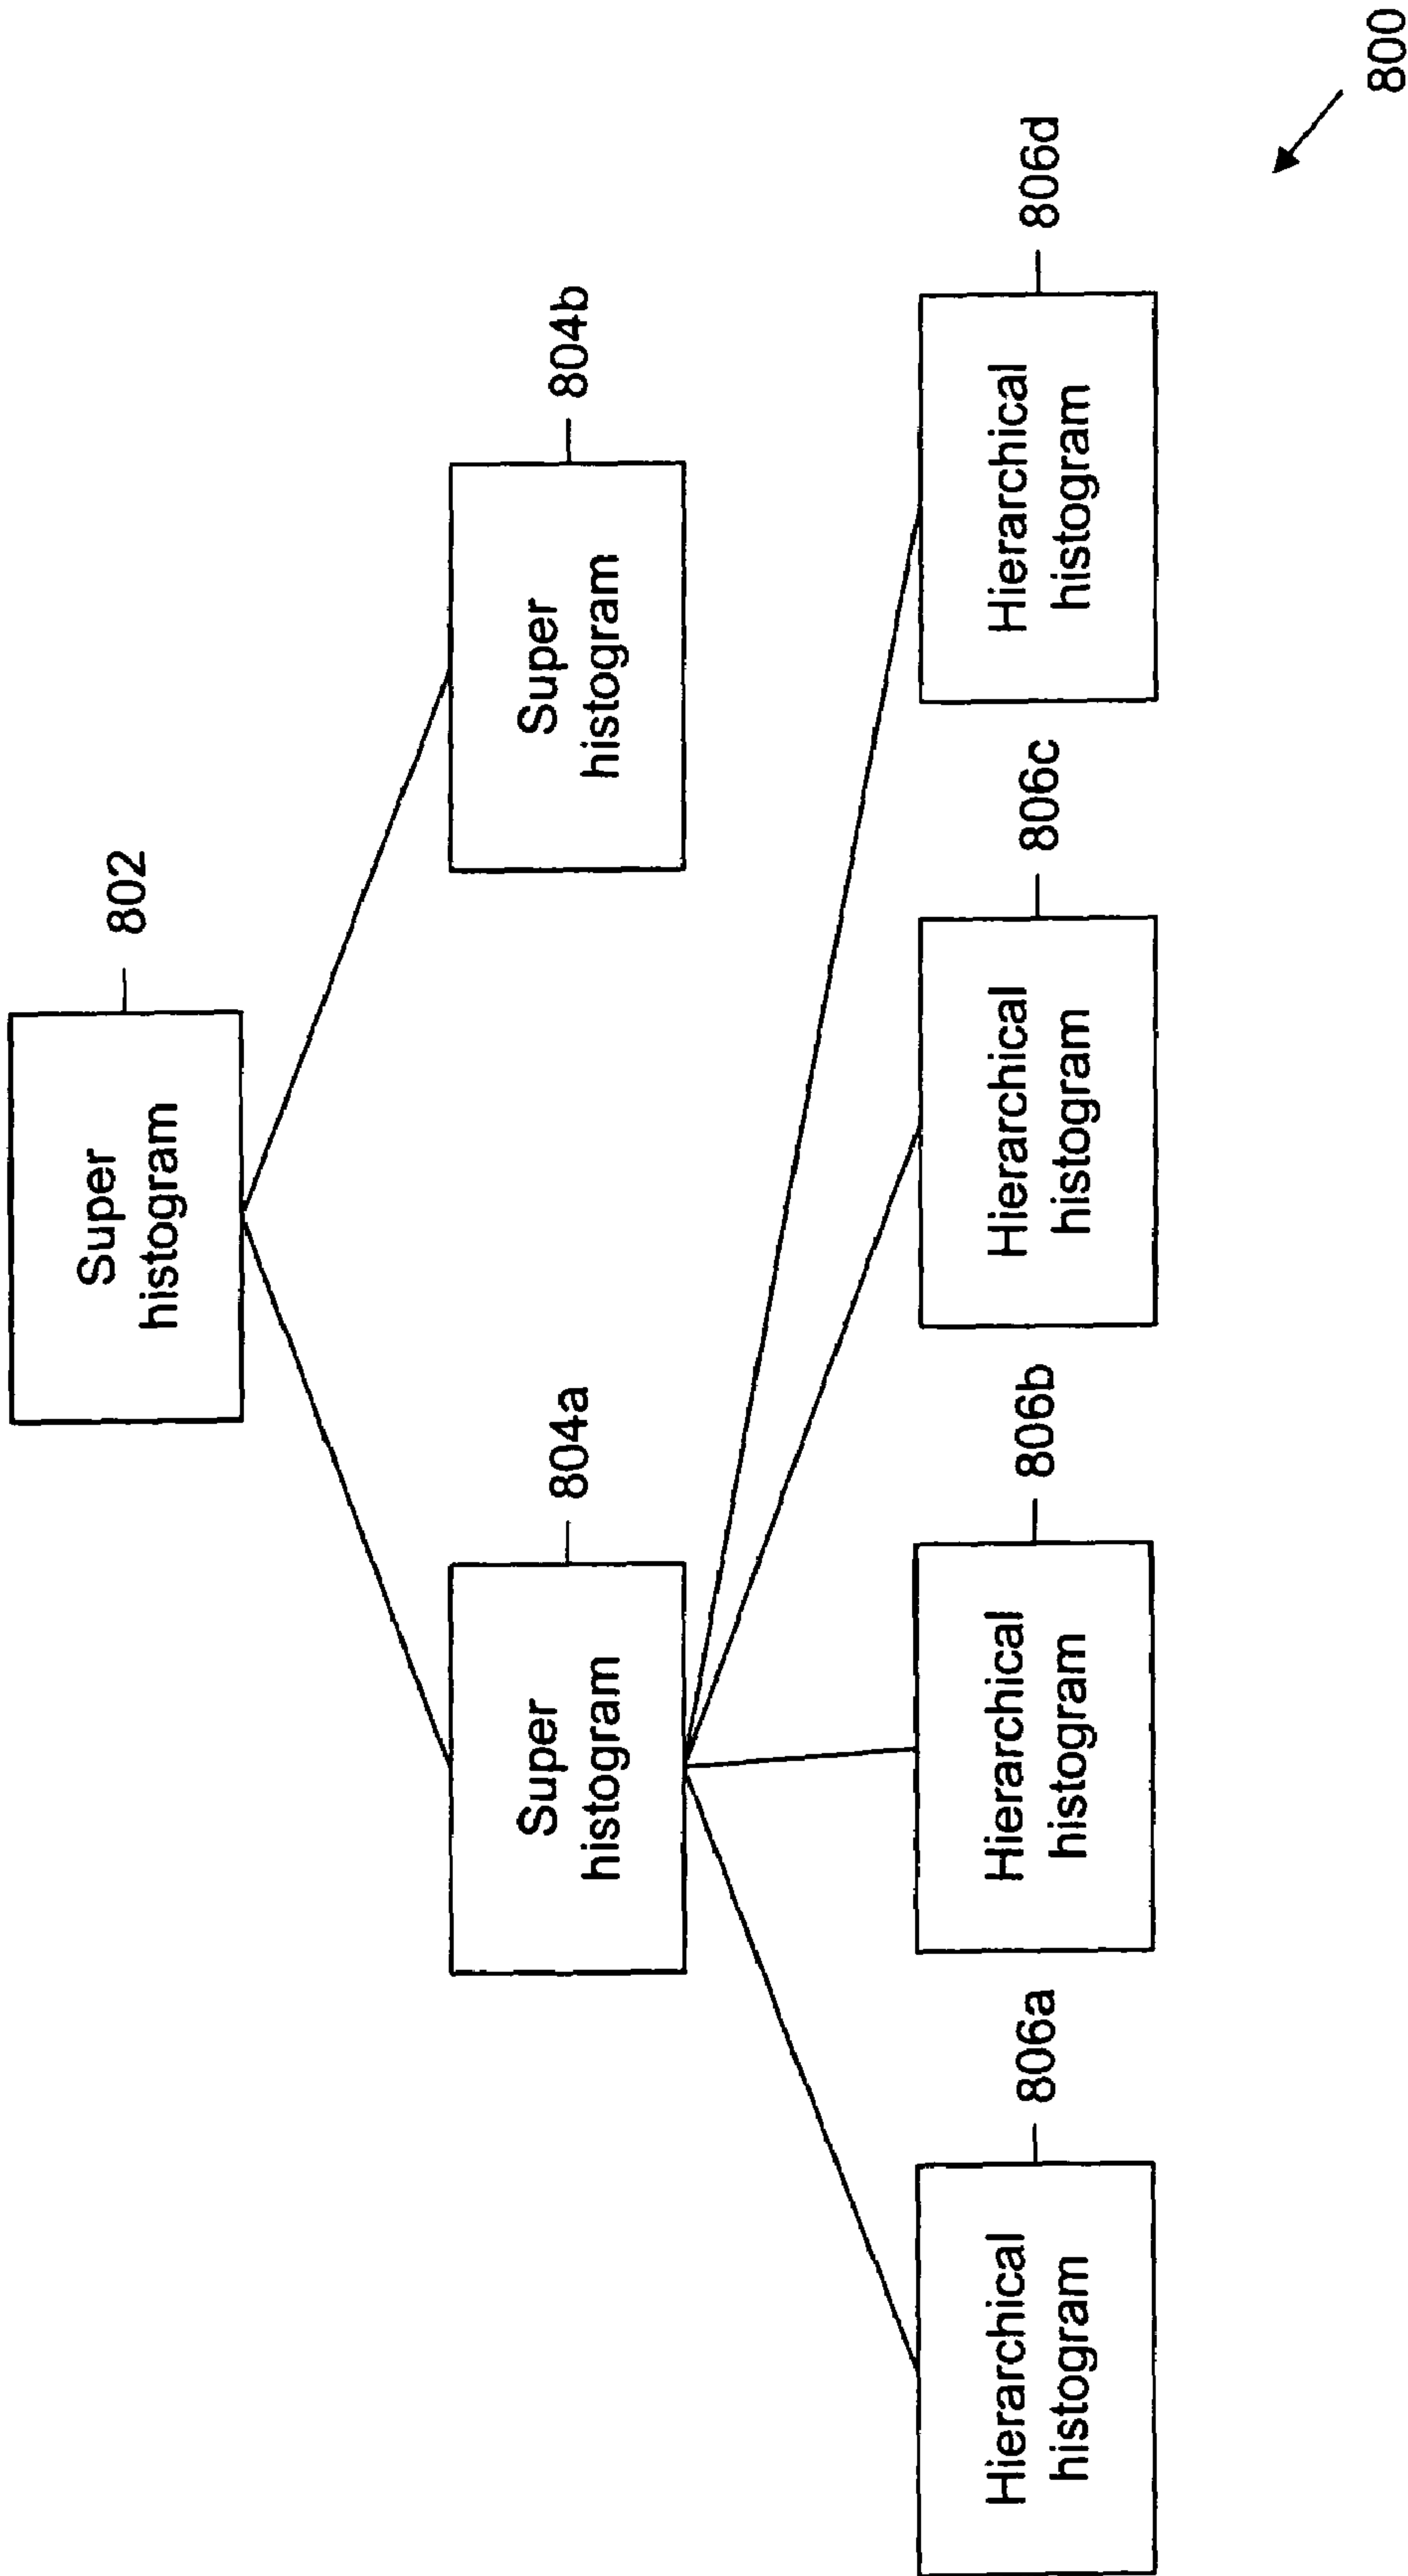 Super
histogram
802
Super
histogram
804a
Super
histogram
804b
Hierarchical
histogram
806a
Hierarchical
histogram
806b
Hierarchical
histogram
806c
Hierarchical
histogram
806d
800